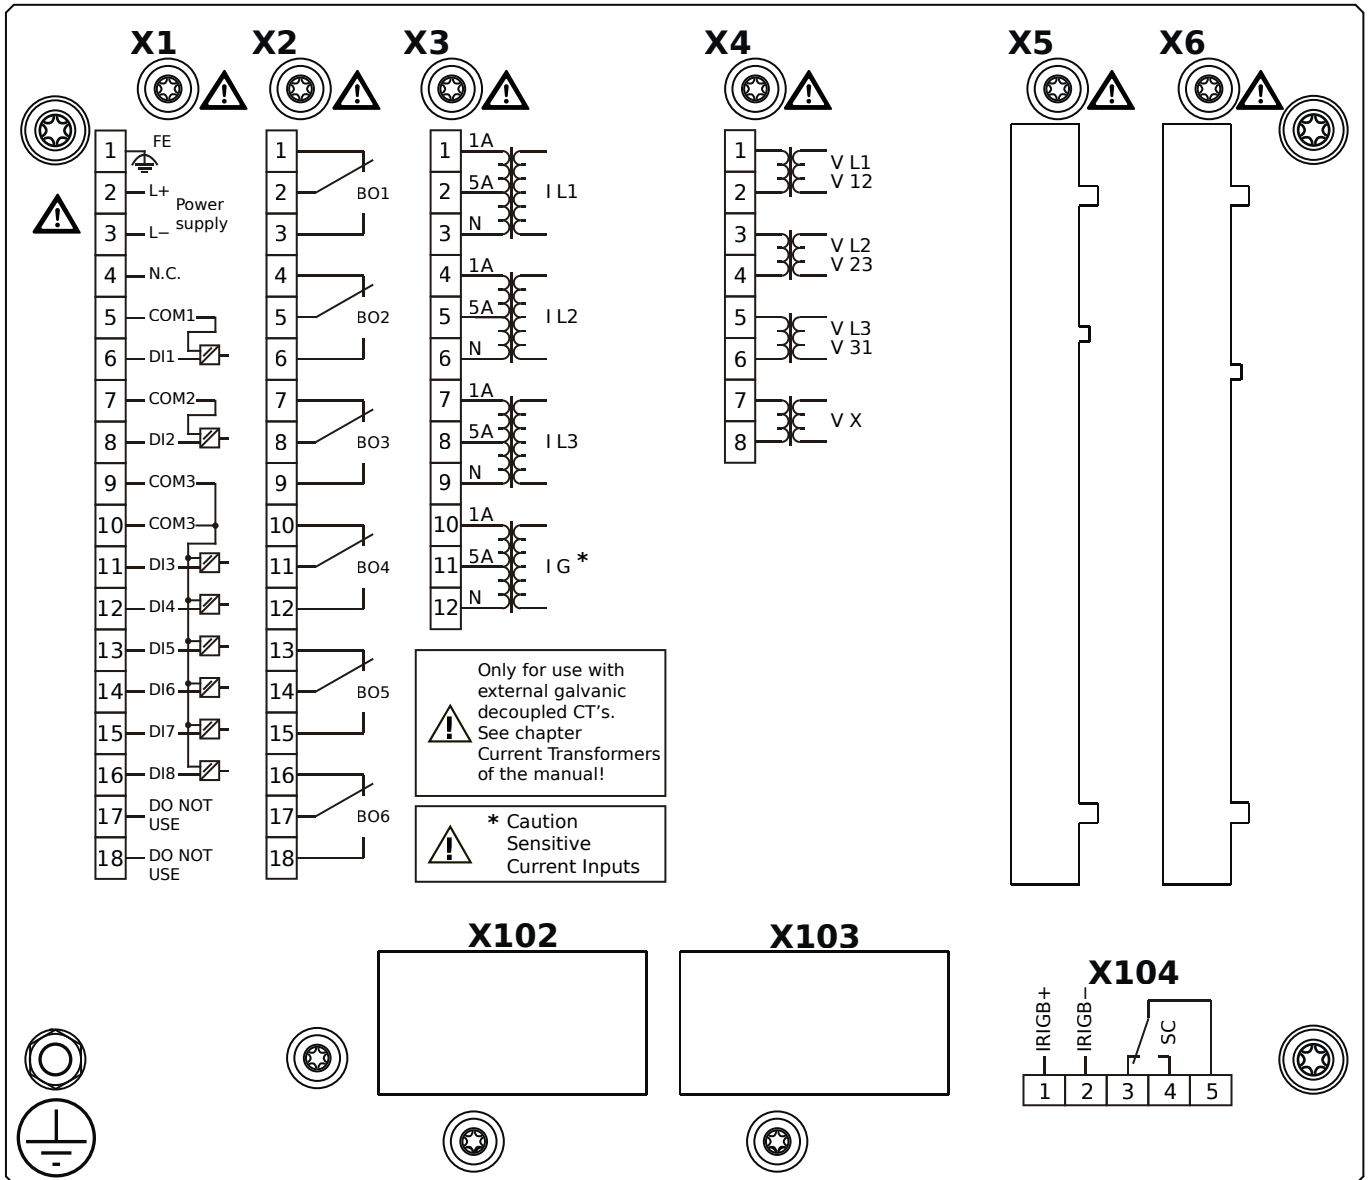 X1 X2 X3 X4 X5 X6
1 FE
2 L+
Power
supply
3 L−
4 N.C.
5 COM1
6 DI1
7 COM2
8 DI2
9 COM3
10 COM3
11 DI3
12 DI4
13 DI5
14 DI6
15 DI7
16 DI8
17 DO NOT
USE
18 DO NOT
USE
1
2 BO1
3
4
5 BO2
6
7
8 BO3
9
10
11 BO4
12
13
14 BO5
15
16
17 BO6
18
1 1A
2 5A I L1
3 N
4 1A
5 5A I L2
6 N
7 1A
8 5A I L3
9 N
10 1A
11 5A I G *
12 N
Only for use with
external galvanic
decoupled CT's.
See chapter
Current Transformers
of the manual!
* Caution
Sensitive
Current Inputs
1 V L1
2 V 12
3 V L2
4 V 23
5 V L3
6 V 31
7 V X
8
X102 X103
X104
IRIGB+ IRIGB− SC
1 2 3 4 5